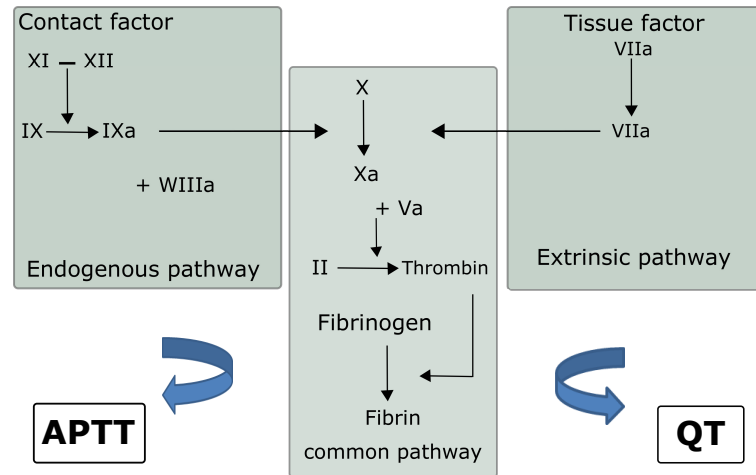 Contact factor
XI – XII
IX IXa
+ WIIIa
Endogenous pathway
APTT
X
Xa
+ Va
II Thrombin
Fibrinogen
Fibrin
common pathway
Tissue factor
VIIa
VIIa
Extrinsic pathway
QT